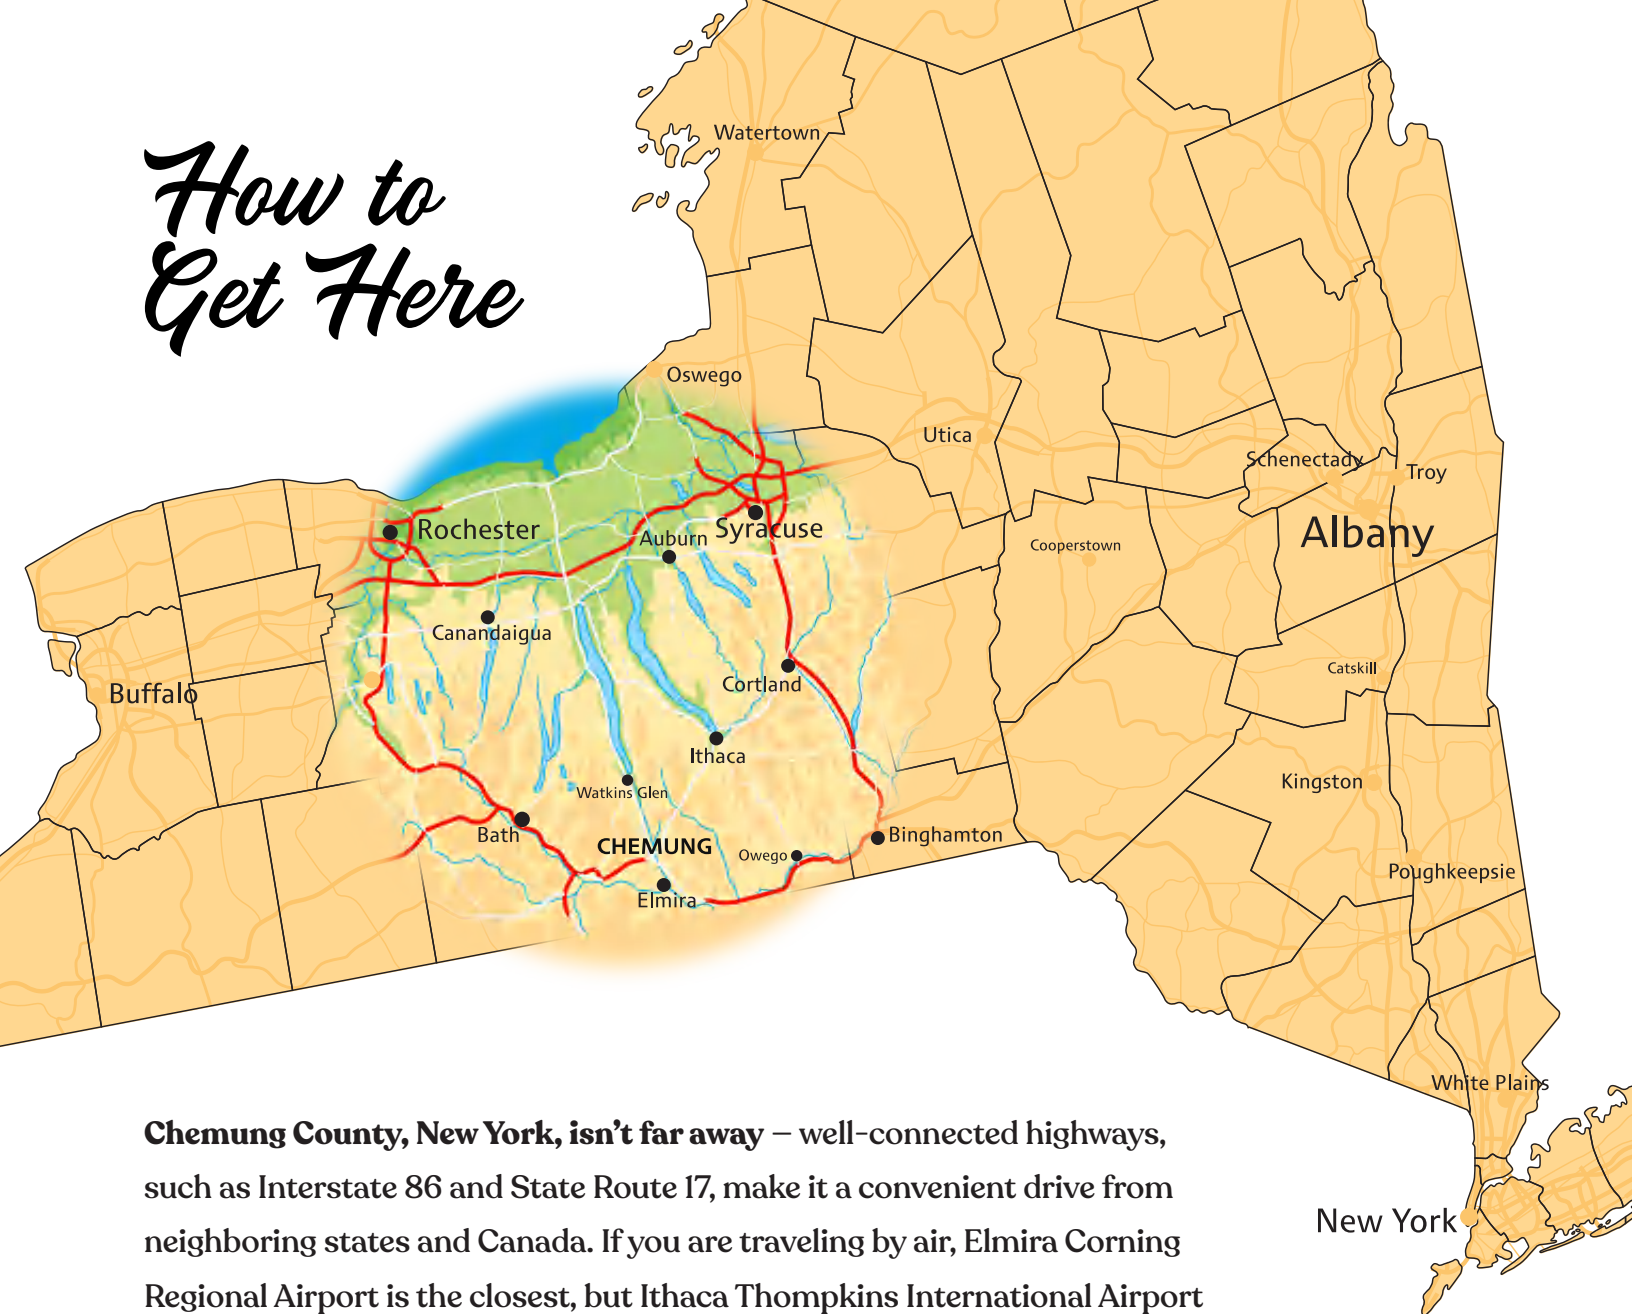 How to
Get Here
Watertown
Oswego
Utica
Schenectady
Troy
Rochester
Syracuse
Auburn
Albany
Cooperstown
Canandaigua
Catskill
Cortland
Buffalo
Ithaca
Kingston
Watkins Glen
Bath
Binghamton
CHEMUNG
Owego
Poughkeepsie
Elmira
White Plains
New York
Chemung County, New York, isn’t far away – well-connected highways,
such as Interstate 86 and State Route 17, make it a convenient drive from
neighboring states and Canada. If you are traveling by air, Elmira Corning
Regional Airport is the closest, but Ithaca Thompkins International Airport